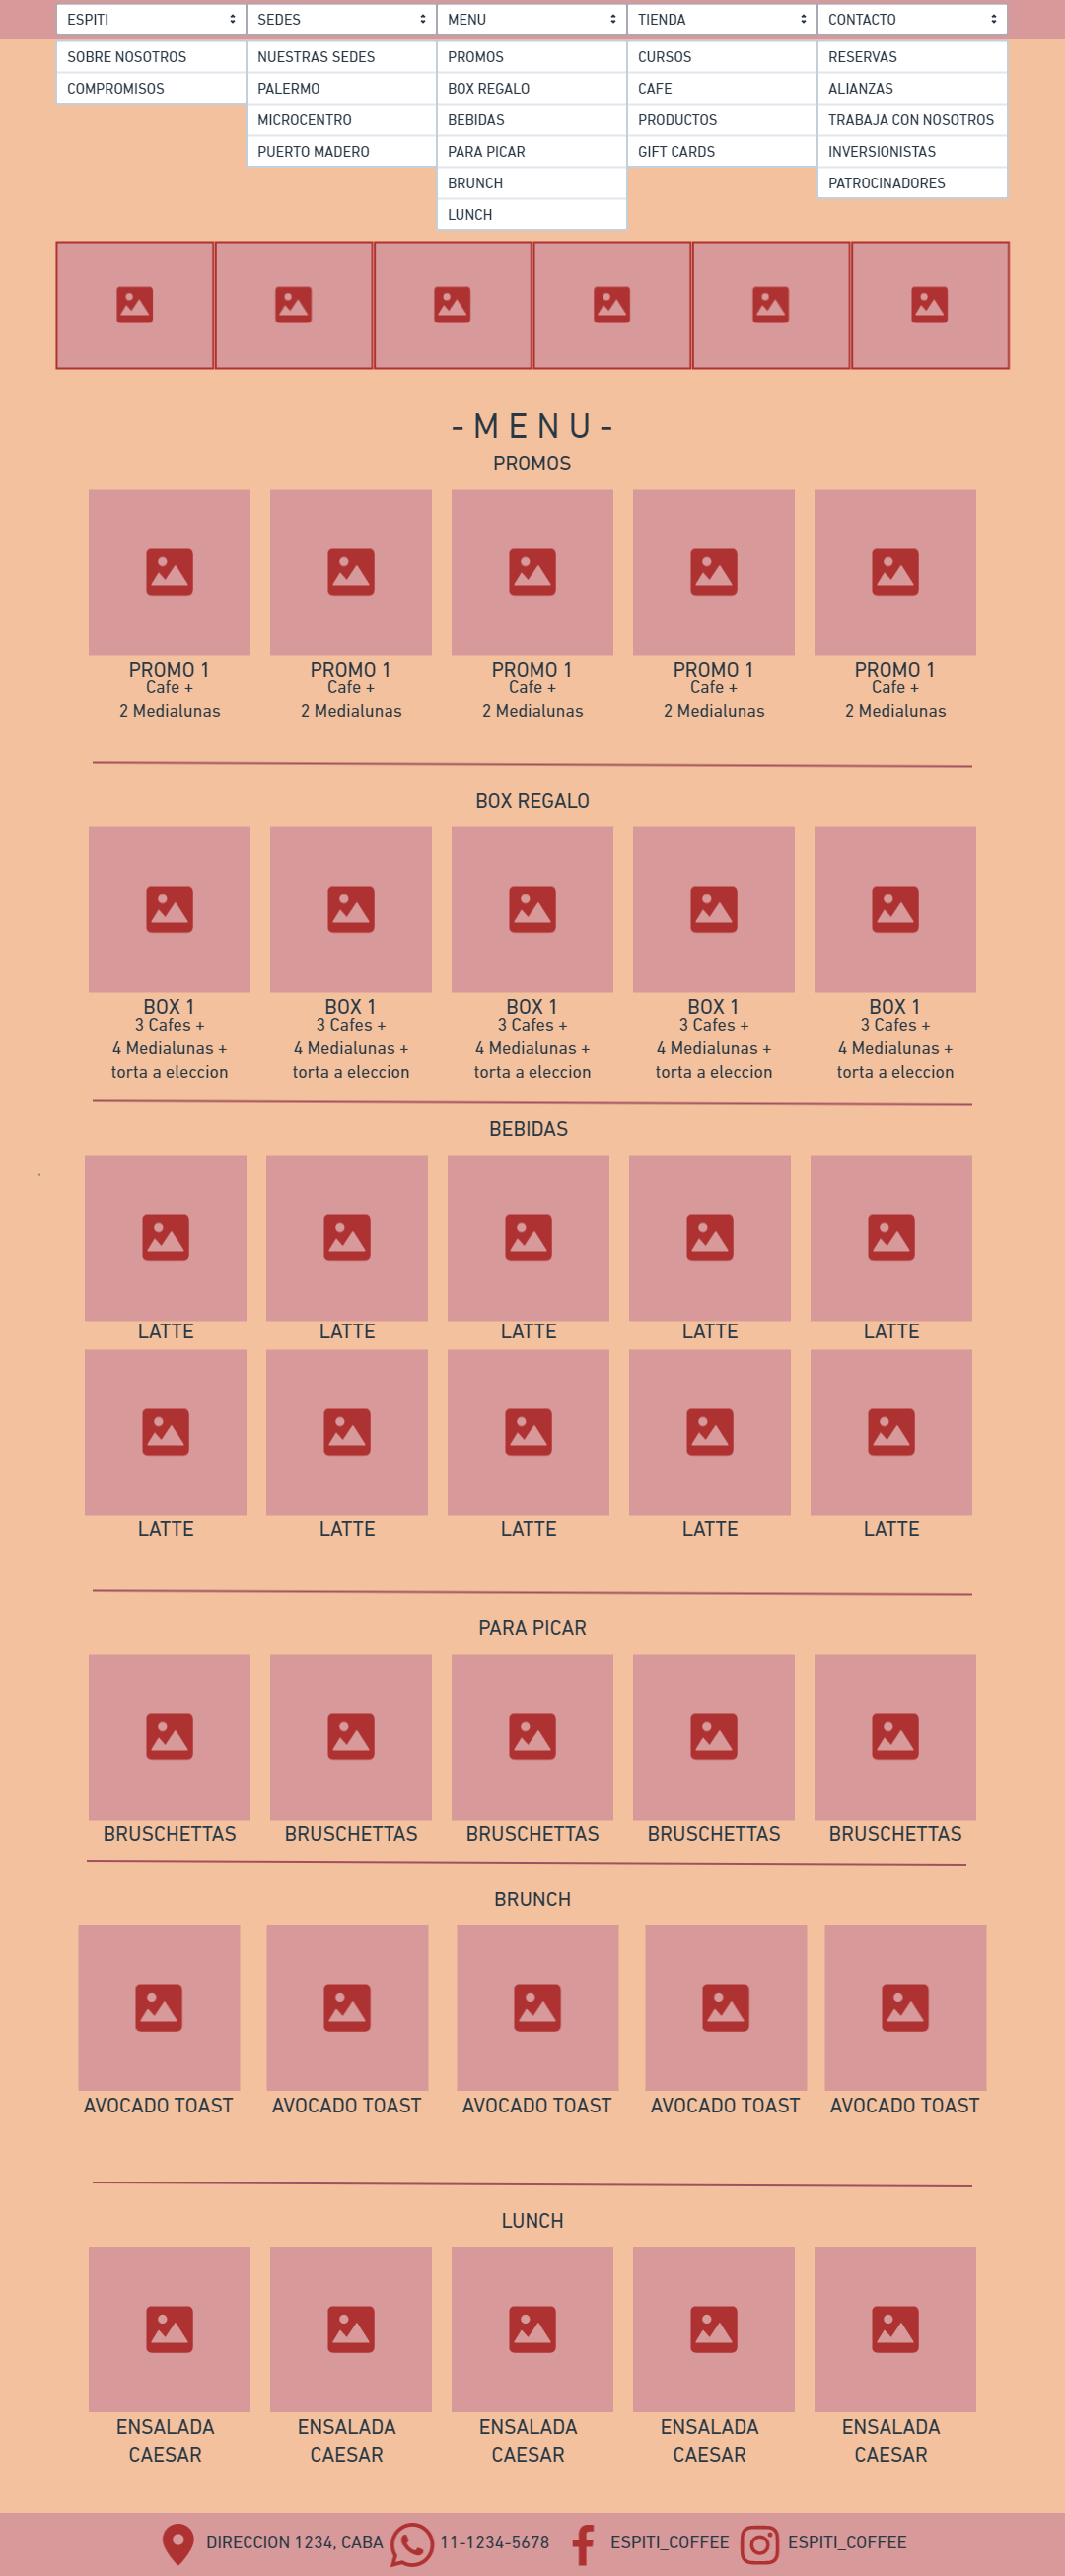 ESPITI
SEDES
MENU
TIENDA
CONTACTO
SOBRE NOSOTROS
COMPROMISOS
NUESTRAS SEDES
PALERMO
MICROCENTRO
PUERTO MADERO
PROMOS
BOX REGALO
BEBIDAS
PARA PICAR
BRUNCH
LUNCH
CURSOS
CAFE
PRODUCTOS
GIFT CARDS
RESERVAS
ALIANZAS
TRABAJA CON NOSOTROS
INVERSIONISTAS
PATROCINADORES
-MENU-
PROMOS
PROMO 1
Cafe +
2 Medialunas
PROMO 1
Cafe +
2 Medialunas
PROMO 1
Cafe +
2 Medialunas
PROMO 1
Cafe +
2 Medialunas
PROMO 1
Cafe +
2 Medialunas
BOX REGALO
BOX 1
3 Cafes +
4 Medialunas +
torta a eleccion
BOX 1
3 Cafes +
4 Medialunas +
torta a eleccion
BOX 1
3 Cafes +
4 Medialunas +
torta a eleccion
BOX 1
3 Cafes +
4 Medialunas +
torta a eleccion
BOX 1
3 Cafes +
4 Medialunas +
torta a eleccion
BEBIDAS
LATTE
LATTE
LATTE
LATTE
LATTE
LATTE
LATTE
LATTE
LATTE
LATTE
PARA PICAR
BRUSCHETTAS
BRUSCHETTAS
BRUSCHETTAS
BRUSCHETTAS
BRUSCHETTAS
BRUNCH
AVOCADO TOAST
AVOCADO TOAST
AVOCADO TOAST
AVOCADO TOAST
AVOCADO TOAST
LUNCH
ENSALADA
CAESAR
ENSALADA
CAESAR
ENSALADA
CAESAR
ENSALADA
CAESAR
ENSALADA
CAESAR
DIRECCION 1234, CABA
11-1234-5678
ESPITI_COFFEE
ESPITI_COFFEE